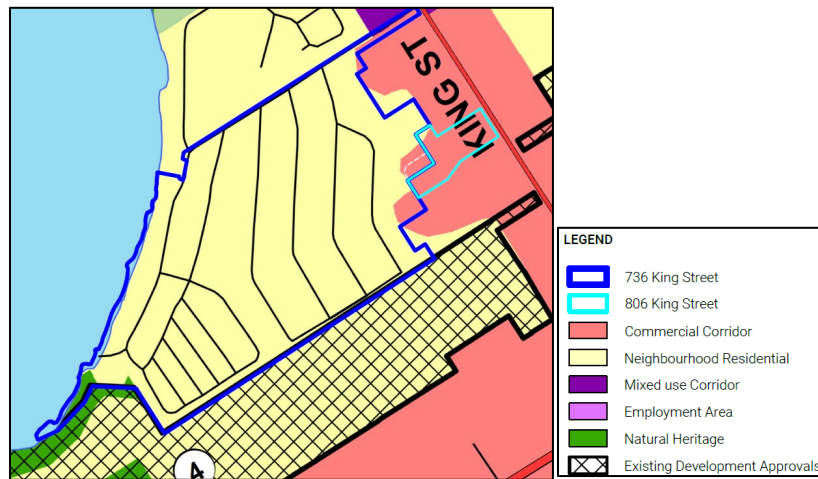 KING ST
4
LEGEND
736 King Street
806 King Street
Commercial Corridor
Neighbourhood Residential
Mixed use Corridor
Employment Area
Natural Heritage
Existing Development Approvals